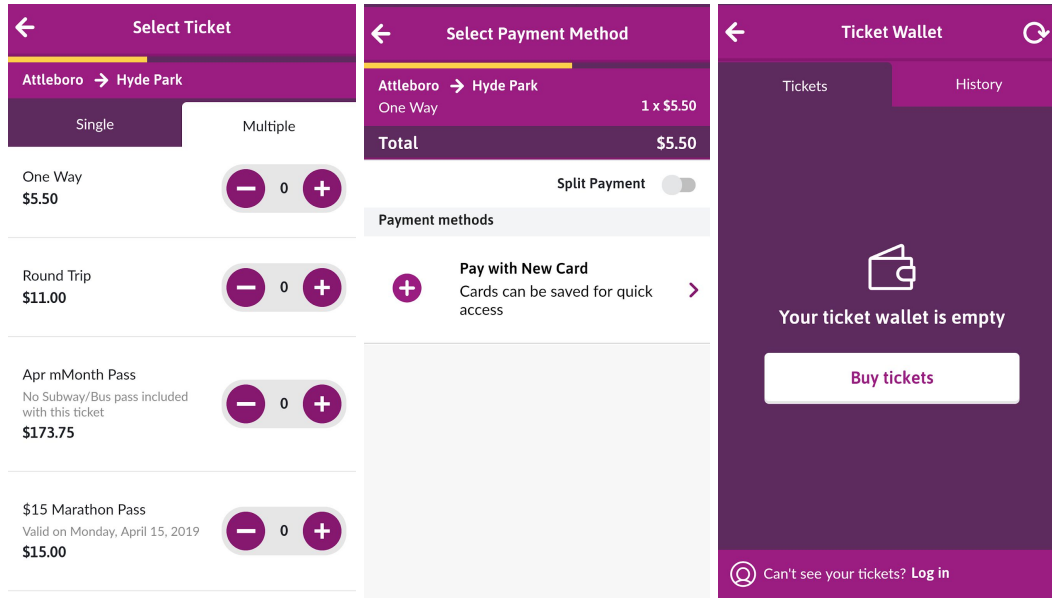 Select Ticket
Attleboro → Hyde Park
Single
Multiple
One Way
$5.50
0
Round Trip
$11.00
0
Apr mMonth Pass
No Subway/Bus pass included
with this ticket
$173.75
0
$15 Marathon Pass
Valid on Monday, April 15, 2019
$15.00
0
Select Payment Method
Attleboro → Hyde Park
One Way
1 x $5.50
Total
$5.50
Split Payment
Payment methods
Pay with New Card
Cards can be saved for quick
access
Ticket Wallet
Tickets
History
Your ticket wallet is empty
Buy tickets
Can't see your tickets? Log in